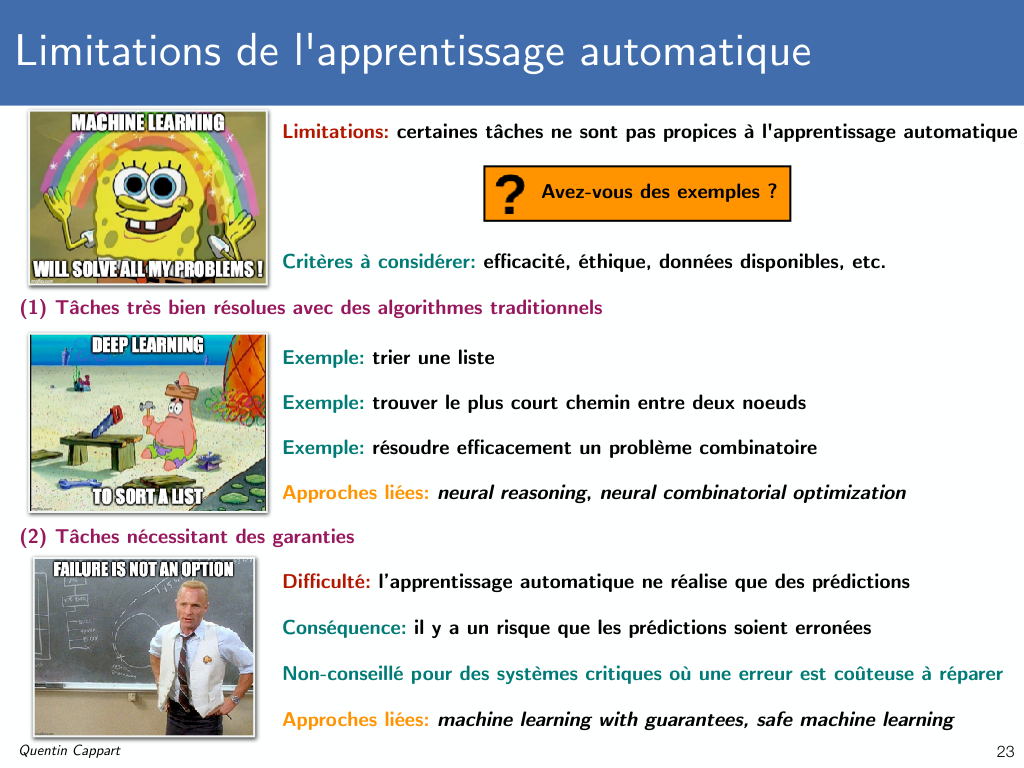 Limitations de l'apprentissage automatique
MACHINE LEARNING
WILL SOLVE ALL MY PROBLEMS !
Limitations: certaines tâches ne sont pas propices à l'apprentissage automatique
? Avez-vous des exemples ?
Critères à considérer: efficacité, éthique, données disponibles, etc.
(1) Tâches très bien résolues avec des algorithmes traditionnels
DEEP LEARNING
TO SORT A LIST
Exemple: trier une liste
Exemple: trouver le plus court chemin entre deux noeuds
Exemple: résoudre efficacement un problème combinatoire
Approches liées: neural reasoning, neural combinatorial optimization
(2) Tâches nécessitant des garanties
FAILURE IS NOT AN OPTION
Difficulté: l'apprentissage automatique ne réalise que des prédictions
Conséquence: il y a un risque que les prédictions soient erronées
Non-conseillé pour des systèmes critiques où une erreur est coûteuse à réparer
Approches liées: machine learning with guarantees, safe machine learning
Quentin Cappart
23